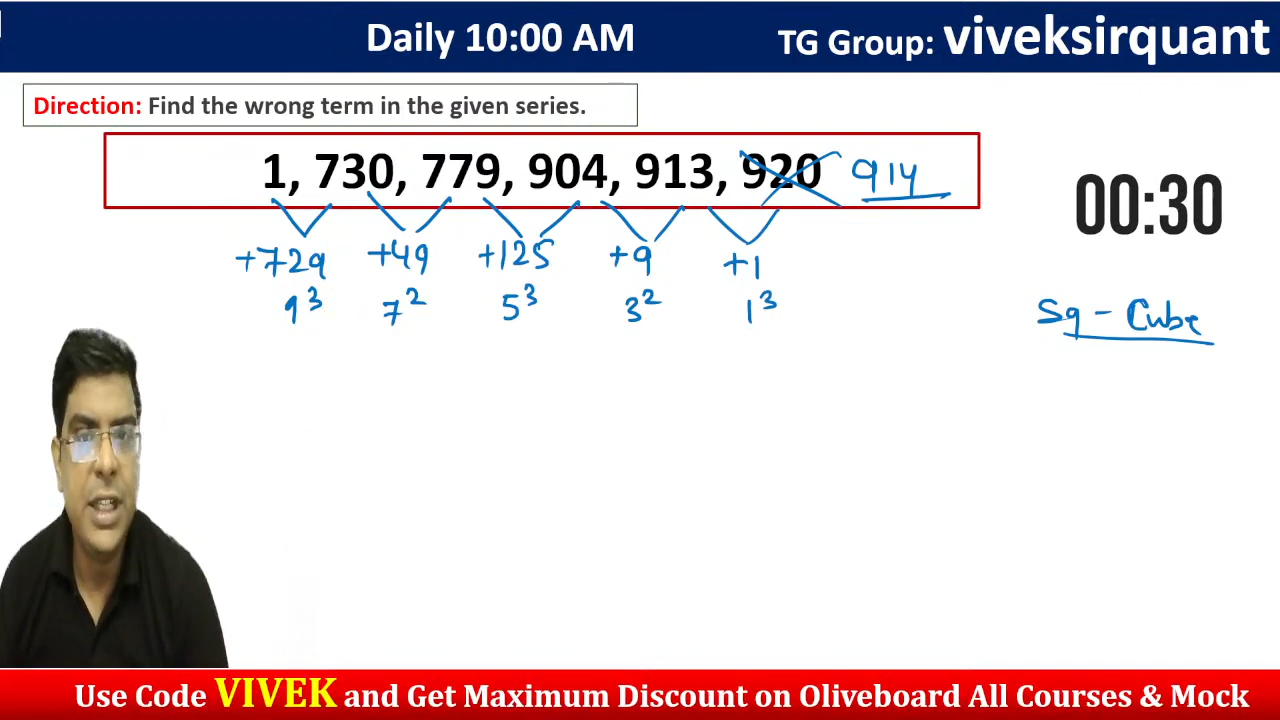 Daily 10:00 AM
TG Group: viveksirquant
Direction: Find the wrong term in the given series.
1, 730, 779, 904, 913, 920 914
00:30
+729 +49 +125 +9 +1
9³ 7² 5³ 3² 1³
Sq - Cube
Use Code VIVEK and Get Maximum Discount on Oliveboard All Courses & Mock